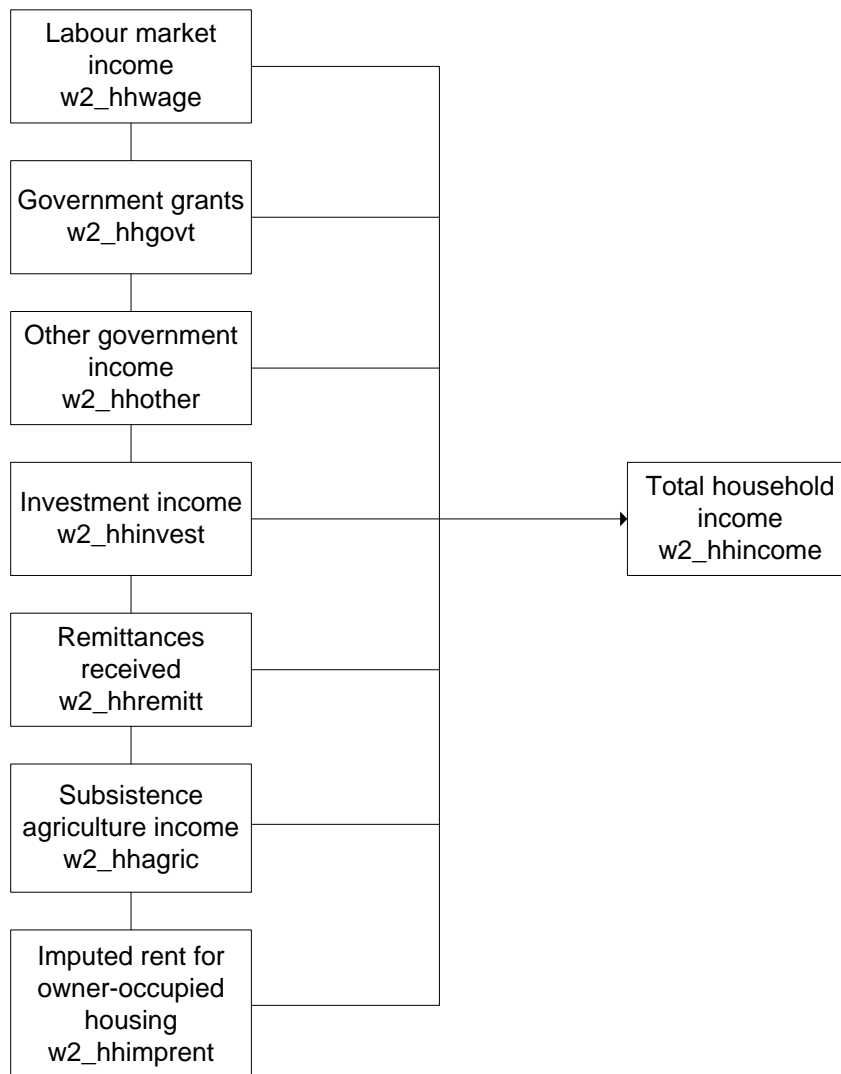 Labour market
income
w2_hhwage
Government grants
w2_hhgovt
Other government
income
w2_hhother
Investment income
w2_hhinvest
Total household
income
w2_hhincome
Remittances
received
w2_hhremitt
Subsistence
agriculture income
w2_hhagric
Imputed rent for
owner-occupied
housing
w2_hhimprent